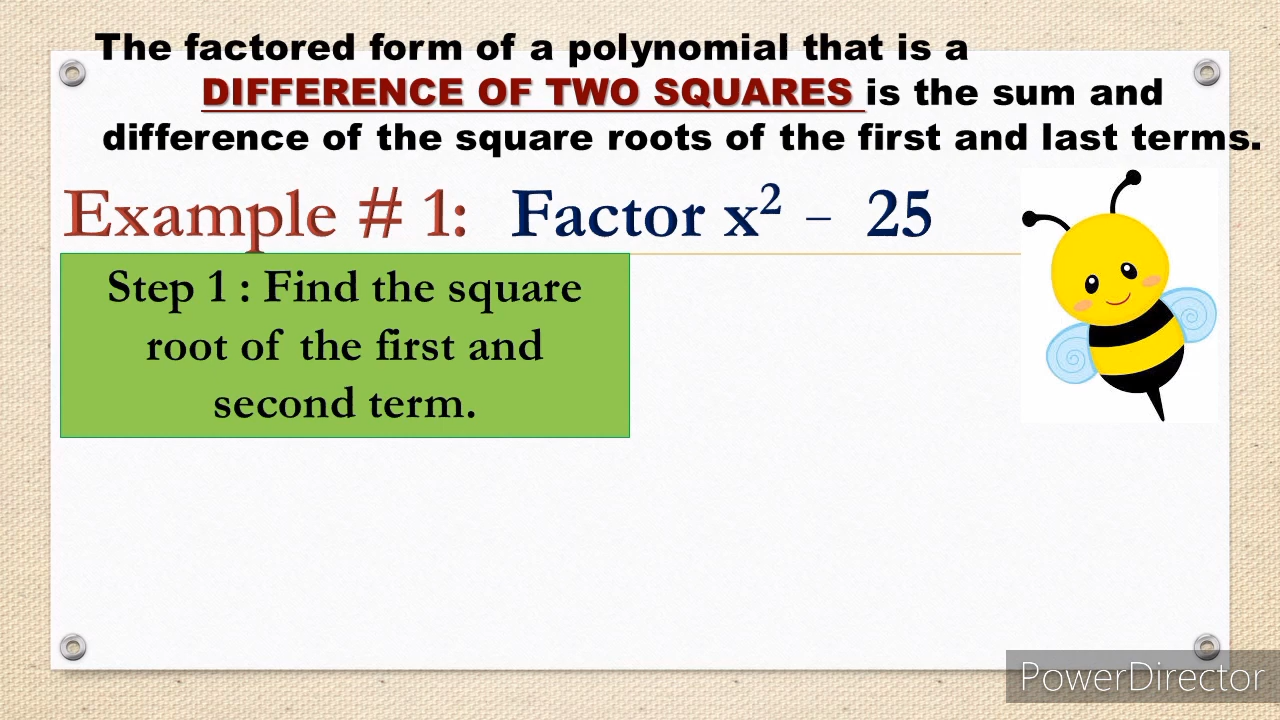 The factored form of a polynomial that is a
DIFFERENCE OF TWO SQUARES is the sum and
difference of the square roots of the first and last terms.
Example # 1: Factor x² – 25
Step 1 : Find the square
root of the first and
second term.
PowerDirector